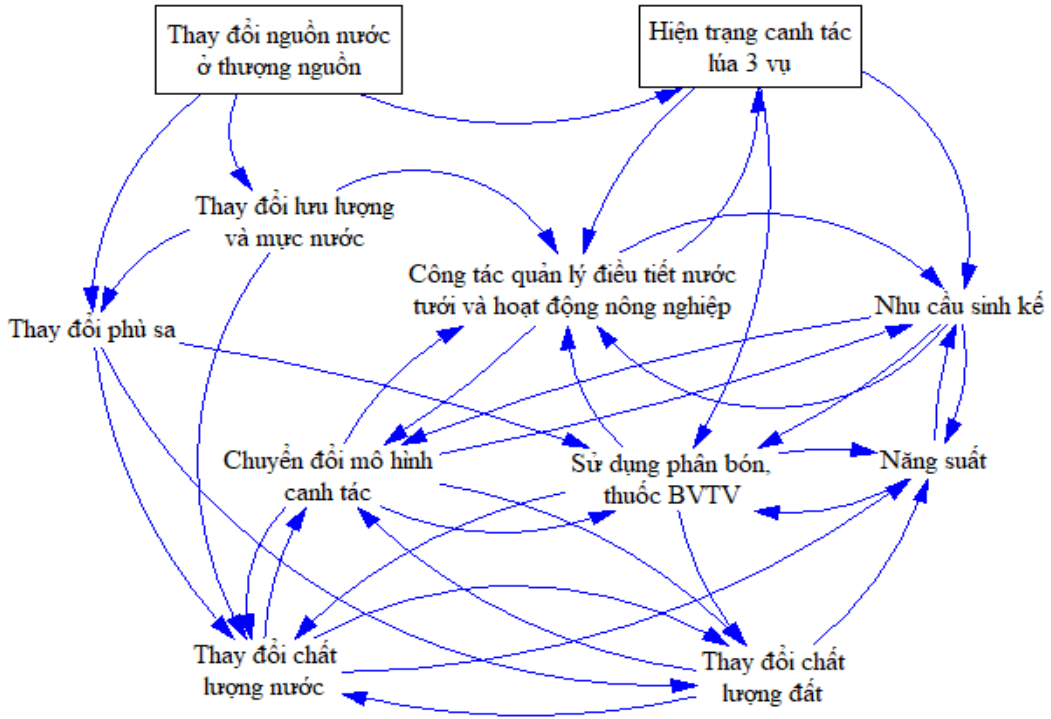 Thay đổi nguồn nước
ở thượng nguồn
Hiện trạng canh tác
lúa 3 vụ
Thay đổi lưu lượng
và mực nước
Công tác quản lý điều tiết nước
tưới và hoạt động nông nghiệp
Nhu cầu sinh kế
Thay đổi phù sa
Chuyển đổi mô hình
canh tác
Sử dụng phân bón,
thuốc BVTV
Năng suất
Thay đổi chất
lượng nước
Thay đổi chất
lượng đất